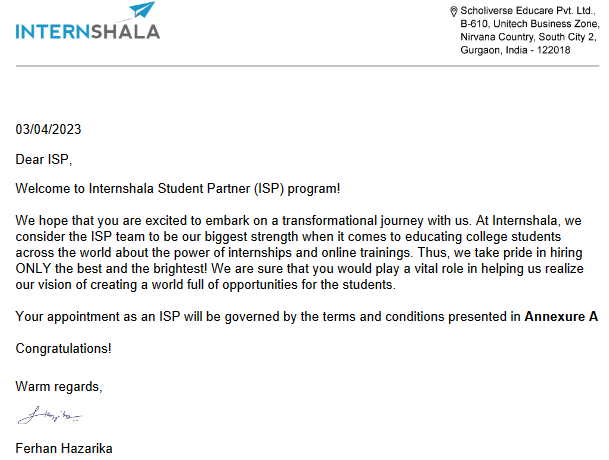 INTERNSHALA
Scholiverse Educare Pvt. Ltd.,
B-610, Unitech Business Zone,
Nirvana Country, South City 2,
Gurgaon, India - 122018
03/04/2023
Dear ISP,
Welcome to Internshala Student Partner (ISP) program!
We hope that you are excited to embark on a transformational journey with us. At Internshala, we
consider the ISP team to be our biggest strength when it comes to educating college students
across the world about the power of internships and online trainings. Thus, we take pride in hiring
ONLY the best and the brightest! We are sure that you would play a vital role in helping us realize
our vision of creating a world full of opportunities for the students.
Your appointment as an ISP will be governed by the terms and conditions presented in Annexure A
Congratulations!
Warm regards,
Ferhan Hazarika